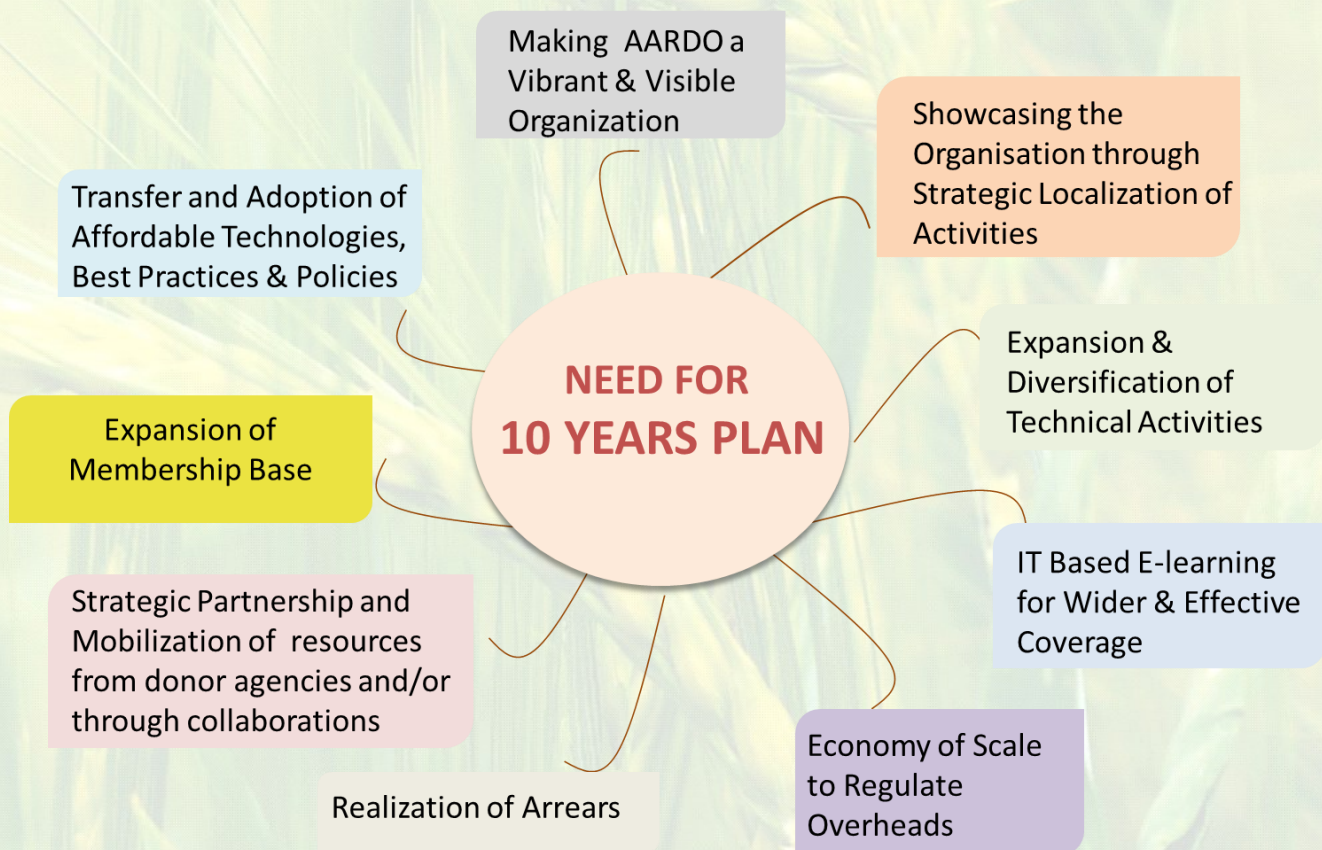 Making AARDO a
Vibrant & Visible
Organization
Showcasing the
Organisation through
Strategic Localization of
Activities
Transfer and Adoption of
Affordable Technologies,
Best Practices & Policies
Expansion &
Diversification of
Technical Activities
NEED FOR
10 YEARS PLAN
Expansion of
Membership Base
IT Based E-learning
for Wider & Effective
Coverage
Strategic Partnership and
Mobilization of resources
from donor agencies and/or
through collaborations
Economy of Scale
to Regulate
Overheads
Realization of Arrears